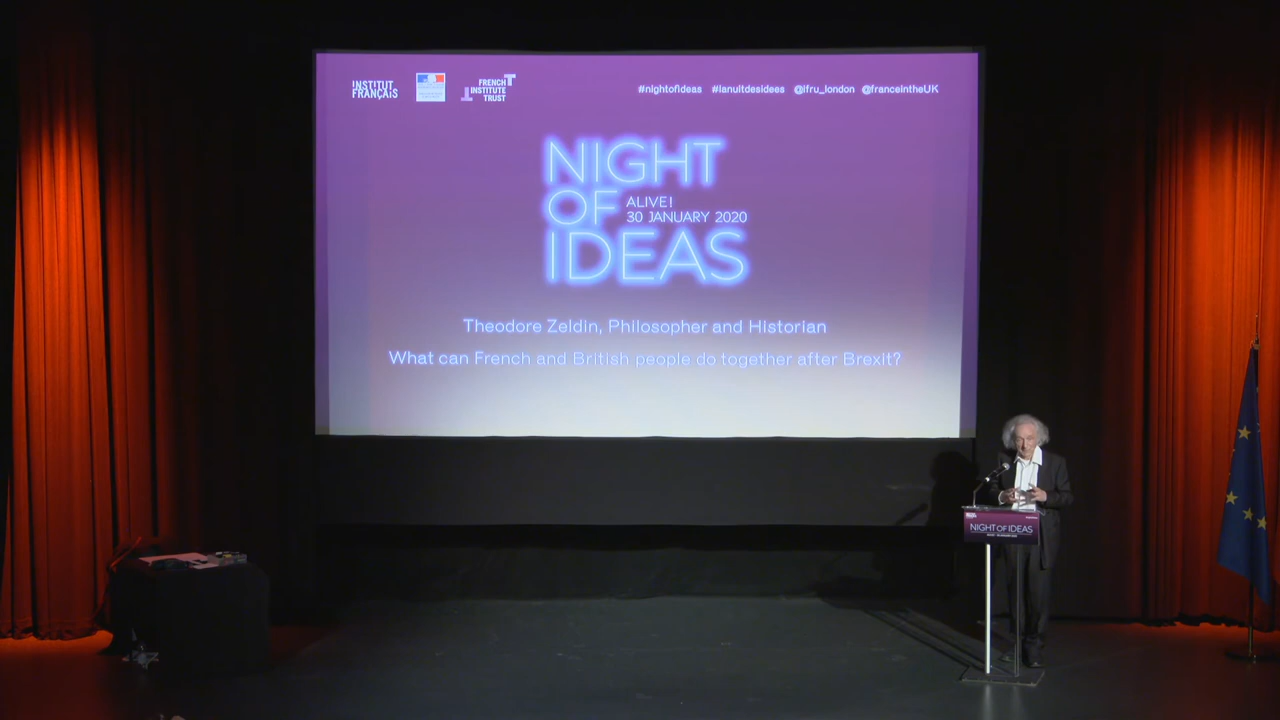 INSTITUT
FRANÇAIS
FRENCH
INSTITUTE
TRUST
#nightofideas #lanuitdesidees @ifru_london @franceintheUK
NIGHT
OF
ALIVE!
30 JANUARY 2020
IDEAS
Theodore Zeldin, Philosopher and Historian
What can French and British people do together after Brexit?
NIGHT OF IDEAS